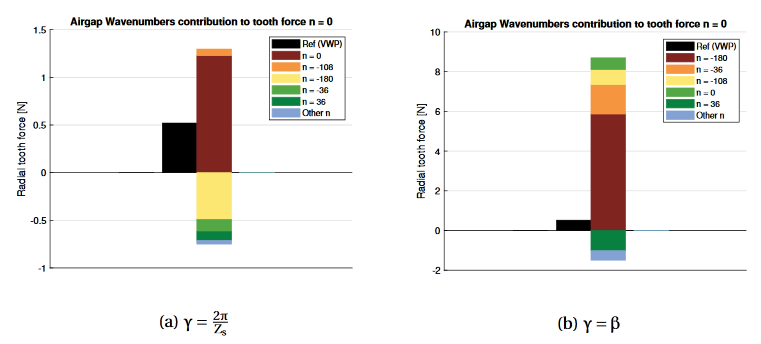 Airgap Wavenumbers contribution to tooth force n = 0
1.5
1
0.5
0
-0.5
-1
Radial tooth force [N]
Ref (VWP)
n = 0
n = -108
n = -180
n = -36
n = 36
Other n
(a) γ = 2π/Zs
Airgap Wavenumbers contribution to tooth force n = 0
10
8
6
4
2
0
-2
Radial tooth force [N]
Ref (VWP)
n = -180
n = -36
n = -108
n = 0
n = 36
Other n
(b) γ = β